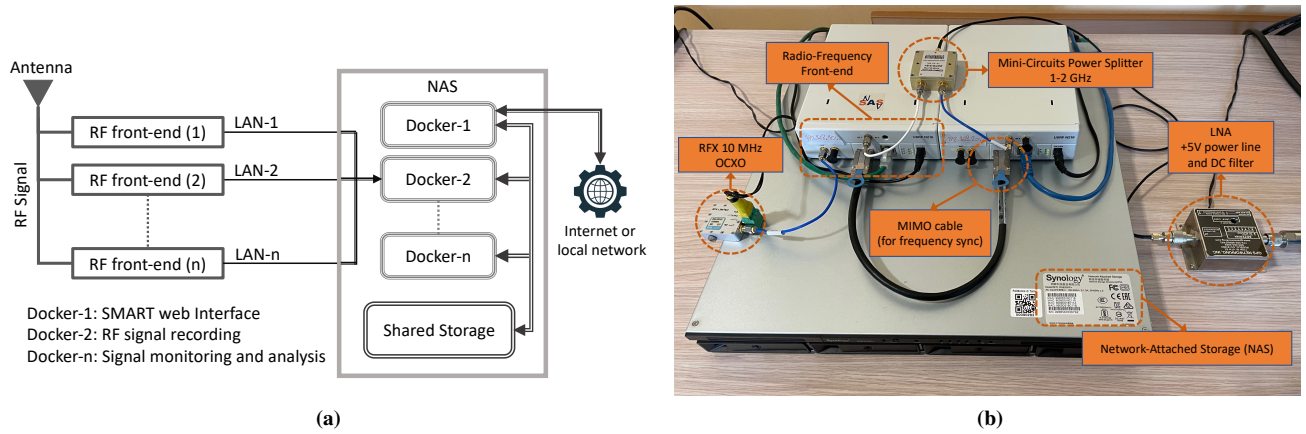 Antenna
RF Signal
RF front-end (1)
LAN-1
RF front-end (2)
LAN-2
RF front-end (n)
LAN-n
NAS
Docker-1
Docker-2
Docker-n
Shared Storage
Internet or
local network
Docker-1: SMART web Interface
Docker-2: RF signal recording
Docker-n: Signal monitoring and analysis
(a)
Radio-Frequency
Front-end
Mini-Circuits Power Splitter
1-2 GHz
SAS
RFX 10 MHz
OCXO
LNA
+5V power line
and DC filter
MIMO cable
(for frequency sync)
Synology
GPS NETWORKING, INC.
Network-Attached Storage (NAS)
(b)